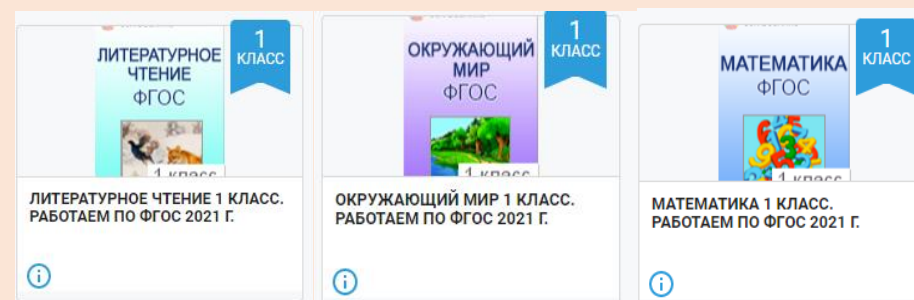 ЛИТЕРАТУРНОЕ
ЧТЕНИЕ
ФГОС
1
КЛАСС
1 класс
ЛИТЕРАТУРНОЕ ЧТЕНИЕ 1 КЛАСС.
РАБОТАЕМ ПО ФГОС 2021 Г.
ОКРУЖАЮЩИЙ
МИР
ФГОС
1
КЛАСС
1 класс
ОКРУЖАЮЩИЙ МИР 1 КЛАСС.
РАБОТАЕМ ПО ФГОС 2021 Г.
МАТЕМАТИКА
ФГОС
1
КЛАСС
1 класс
МАТЕМАТИКА 1 КЛАСС.
РАБОТАЕМ ПО ФГОС 2021 Г.